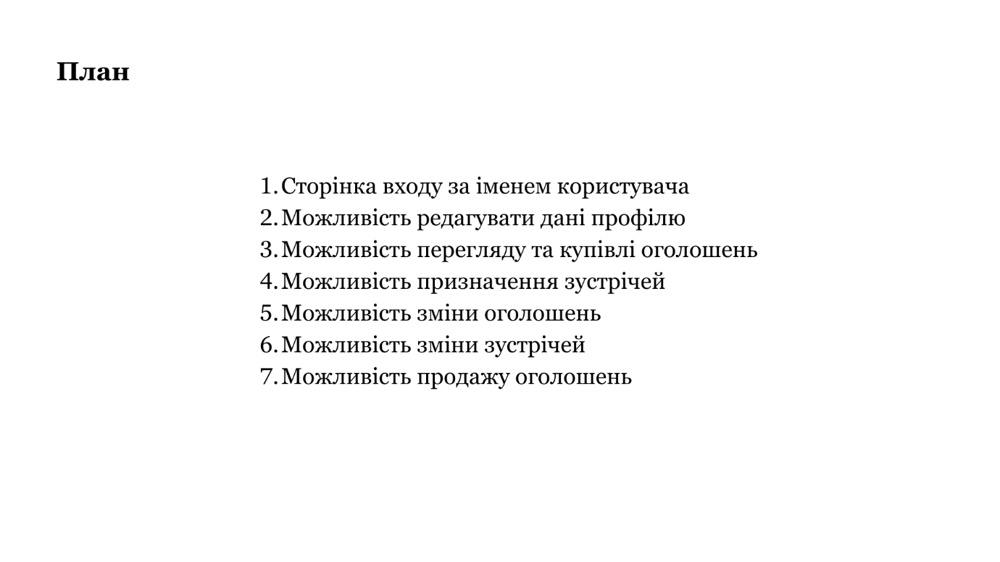 План
1. Сторінка входу за іменем користувача
2. Можливість редагувати дані профілю
3. Можливість перегляду та купівлі оголошень
4. Можливість призначення зустрічей
5. Можливість зміни оголошень
6. Можливість зміни зустрічей
7. Можливість продажу оголошень